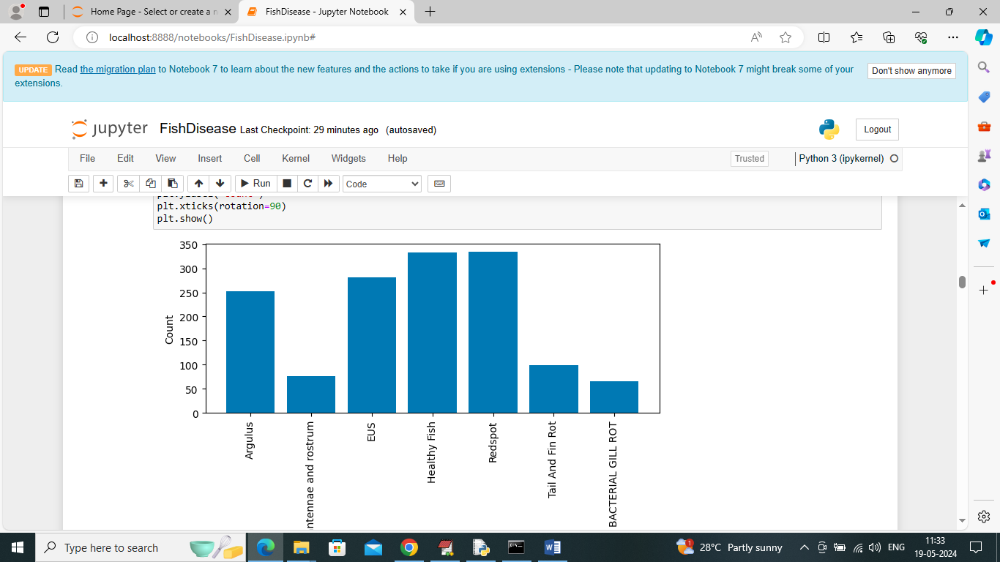 Home Page - Select or create a n
FishDisease - Jupyter Notebook
localhost:8888/notebooks/FishDisease.ipynb#
UPDATE Read the migration plan to Notebook 7 to learn about the new features and the actions to take if you are using extensions - Please note that updating to Notebook 7 might break some of your
extensions.
Don't show anymore
jupyter FishDisease Last Checkpoint: 29 minutes ago (autosaved)
Logout
File Edit View Insert Cell Kernel Widgets Help
Trusted
Python 3 (ipykernel)
Run
Code
plt.xticks(rotation=90)
plt.show()
350
300
250
200
150
100
50
0
Count
Argulus
ntennae and rostrum
EUS
Healthy Fish
Redspot
Tail And Fin Rot
BACTERIAL GILL ROT
Type here to search
1
28°C Partly sunny
ENG
11:33
19-05-2024